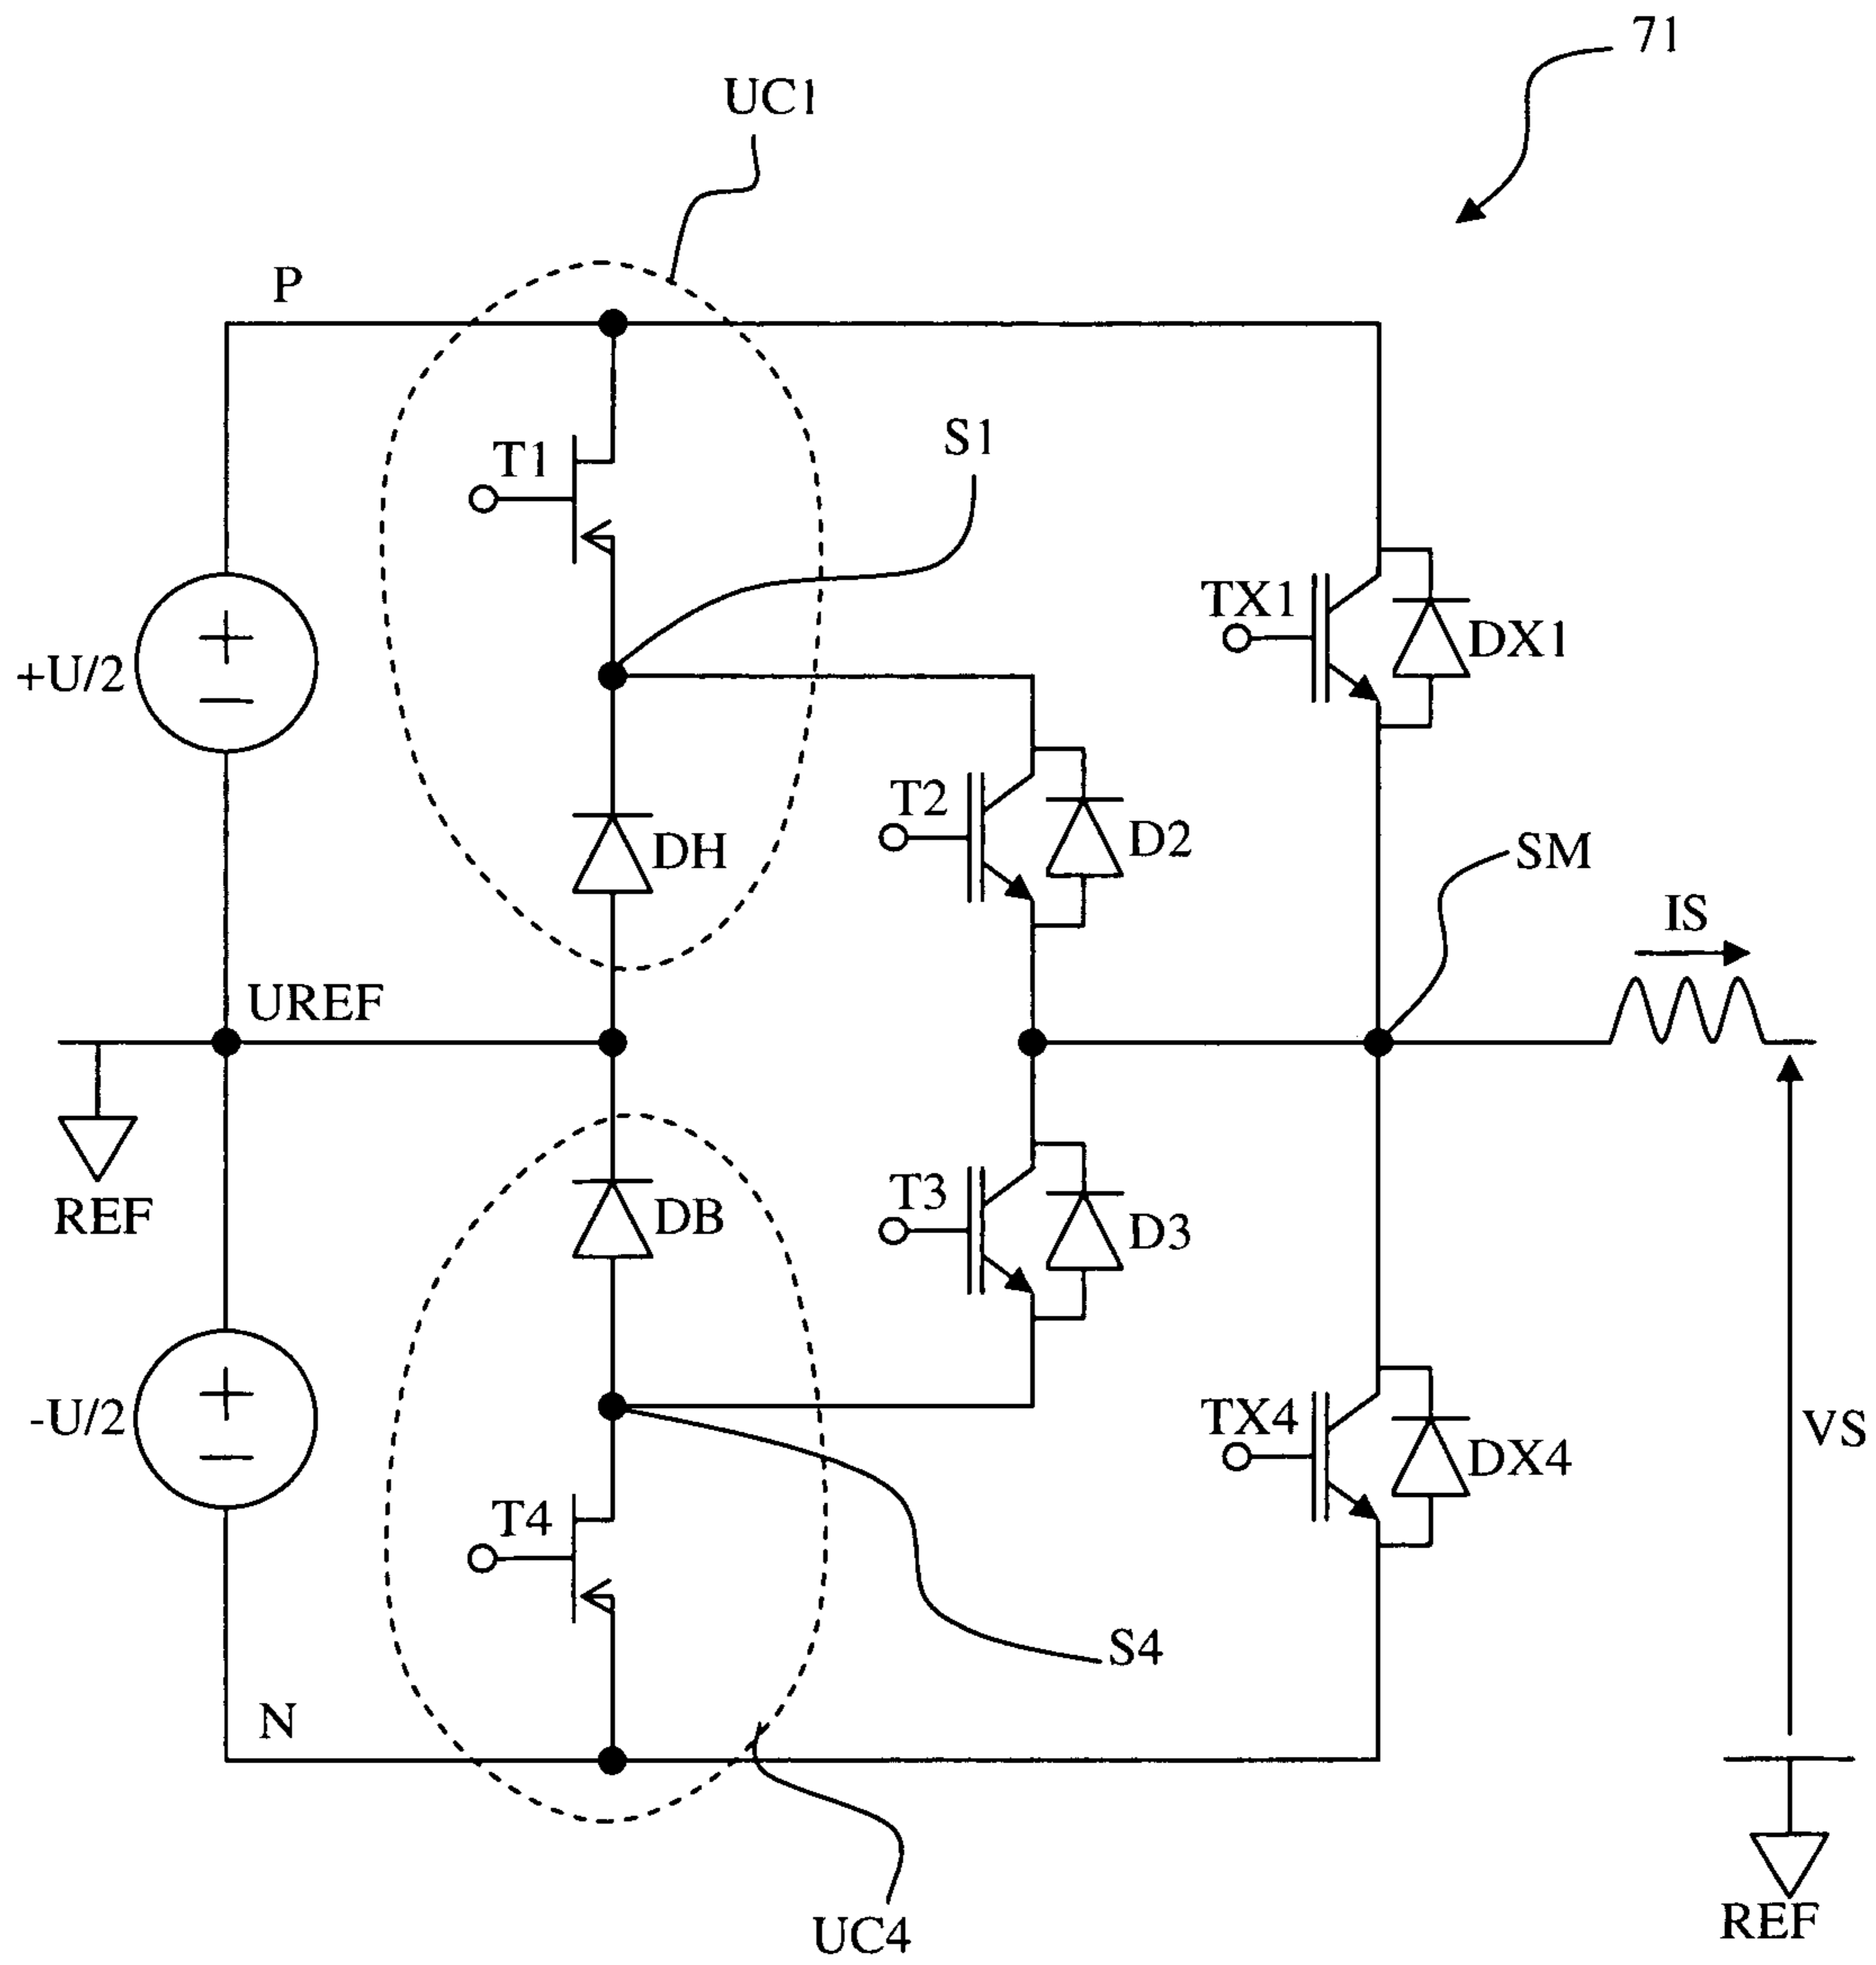 71
UC1
P
S1
T1
TX1
DX1
+U/2
T2
D2
DH
SM
IS
UREF
T3
D3
DB
REF
TX4
DX4
-U/2
VS
T4
S4
N
REF
UC4